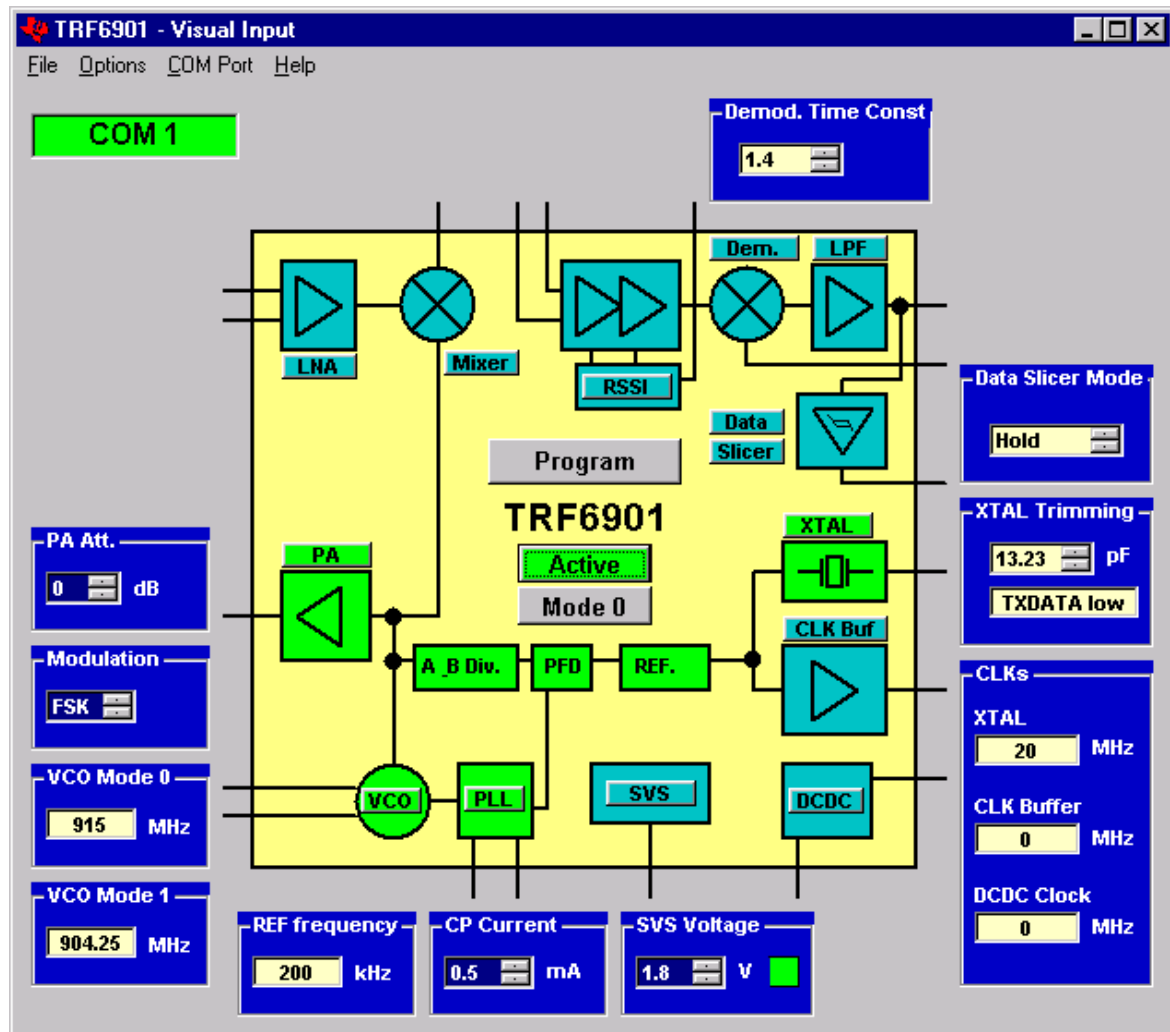 TRF6901 - Visual Input
File Options COM Port Help
COM 1
Demod. Time Const
1.4
Dem.
LPF
LNA
Mixer
RSSI
Data
Slicer
Data Slicer Mode
Hold
Program
TRF6901
Active
Mode 0
XTAL
XTAL Trimming
13.23 pF
TXDATA low
PA Att.
0 dB
PA
CLK Buf
A _B Div.
PFD
REF.
Modulation
FSK
CLKs
XTAL
20 MHz
CLK Buffer
0 MHz
DCDC Clock
0 MHz
VCO Mode 0
915 MHz
VCO
PLL
SVS
DCDC
VCO Mode 1
904.25 MHz
REF frequency
200 kHz
CP Current
0.5 mA
SVS Voltage
1.8 V